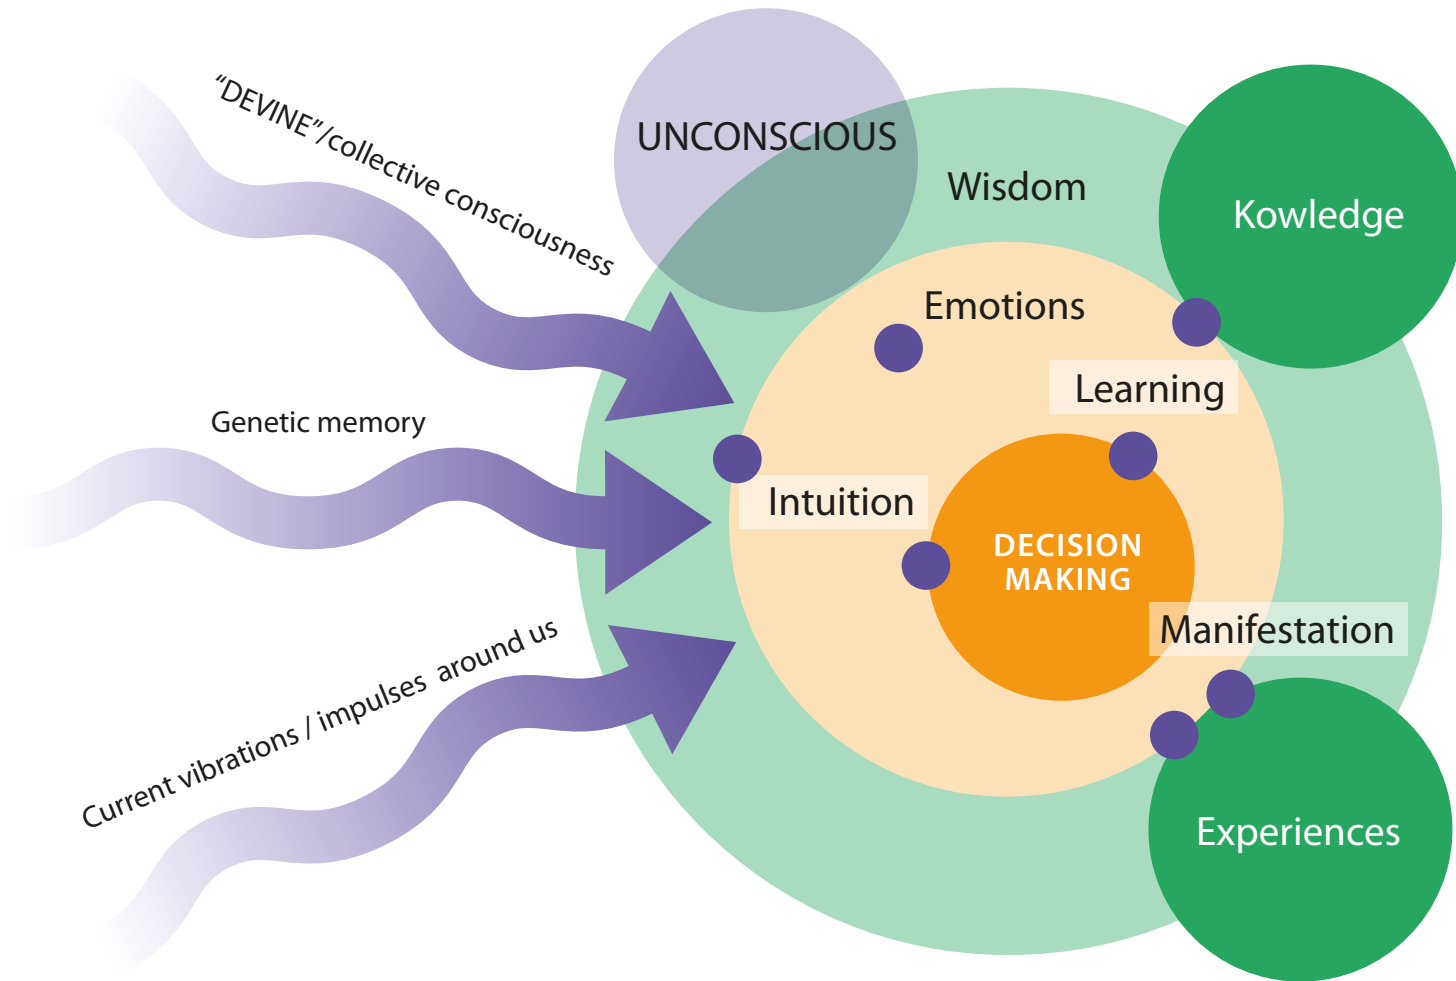 "DEVINE"/collective consciousness
UNCONSCIOUS
Wisdom
Kowledge
Emotions
Learning
Genetic memory
Intuition
DECISION
MAKING
Manifestation
Current vibrations / impulses around us
Experiences